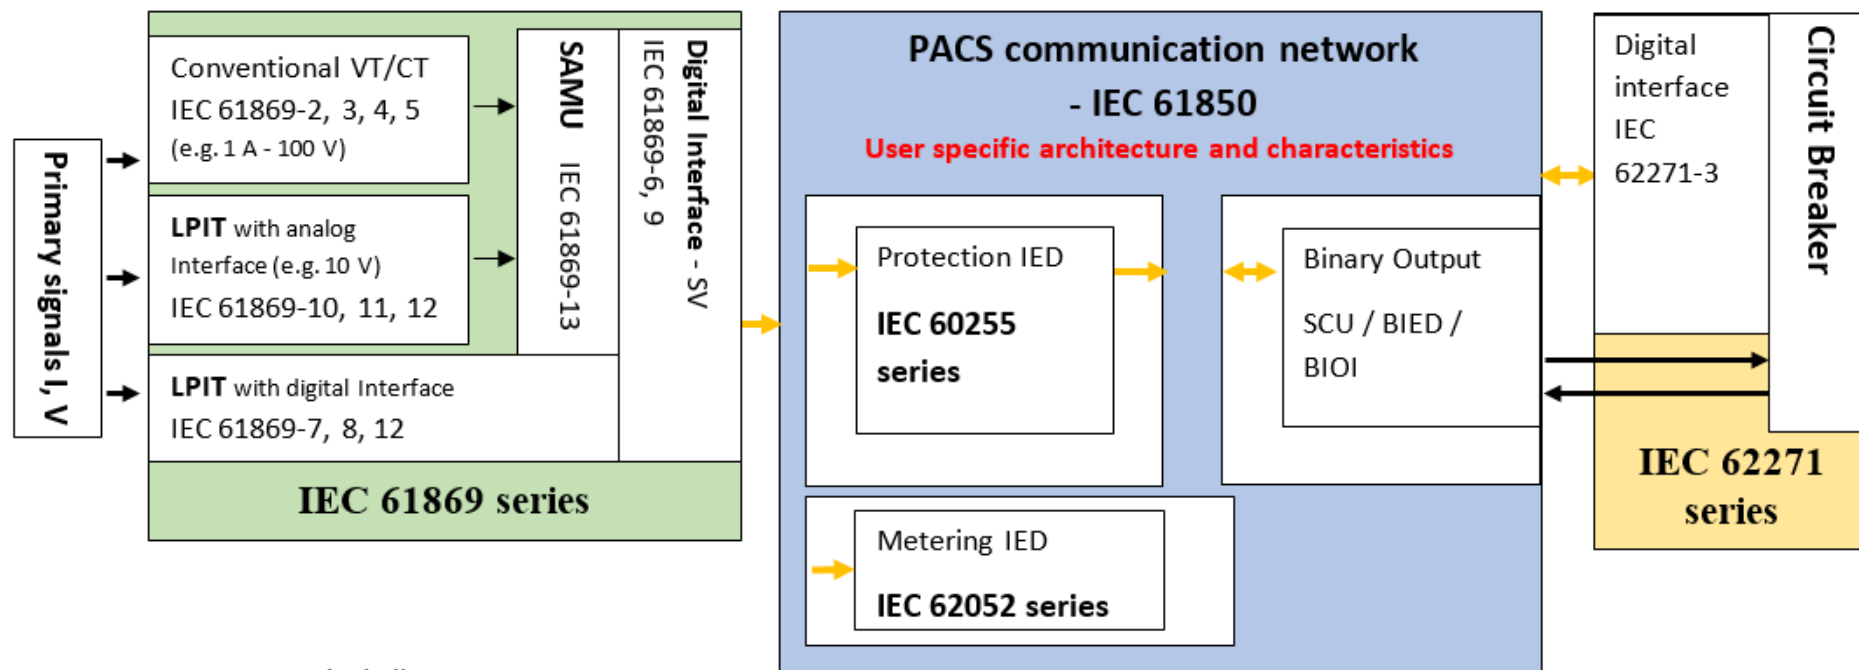 Primary signals I, V
Conventional VT/CT
IEC 61869-2, 3, 4, 5
(e.g. 1 A - 100 V)
LPIT with analog
Interface (e.g. 10 V)
IEC 61869-10, 11, 12
LPIT with digital Interface
IEC 61869-7, 8, 12
SAMU IEC 61869-13
Digital Interface - SV
IEC 61869-6, 9
IEC 61869 series
PACS communication network
- IEC 61850
User specific architecture and characteristics
Protection IED
IEC 60255
series
Binary Output
SCU / BIED /
BIOI
Metering IED
IEC 62052 series
Digital
interface
IEC
62271-3
Circuit Breaker
IEC 62271
series